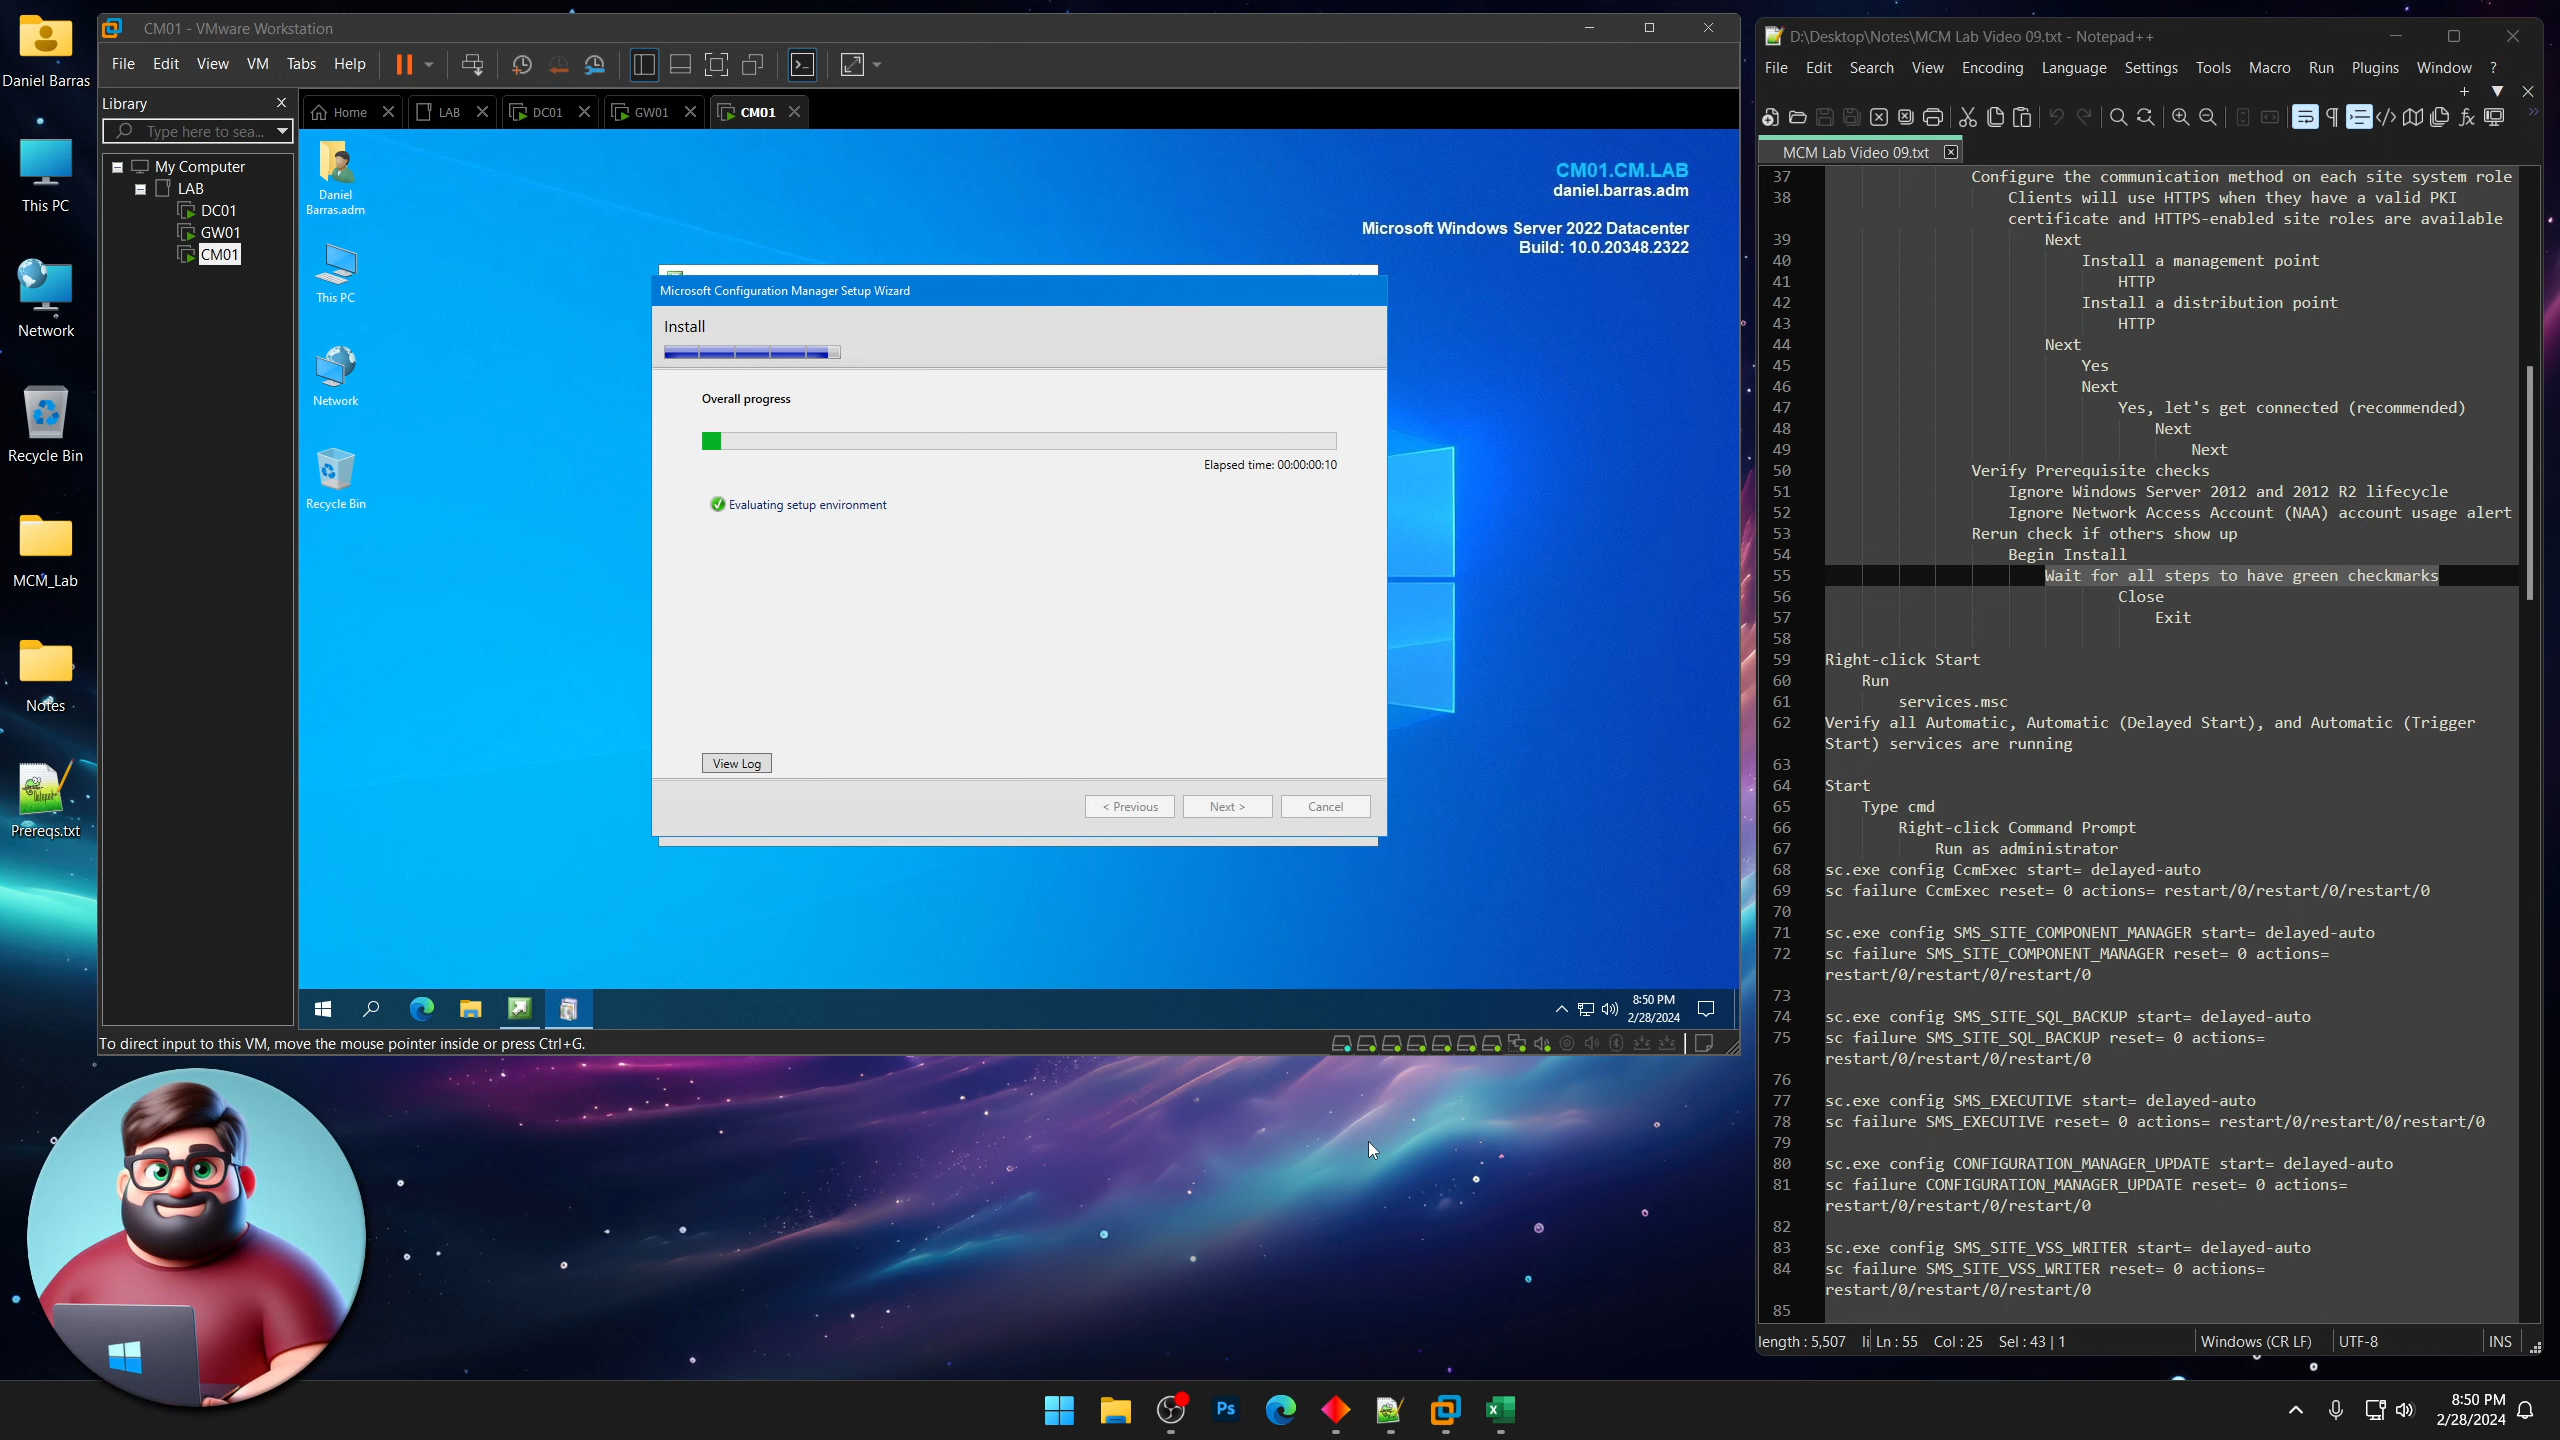 Daniel Barras
This PC
Network
Recycle Bin
MCM_Lab
Notes
Prereqs.txt
CM01 - VMware Workstation
File Edit View VM Tabs Help
Library
Type here to sea...
My Computer
LAB
DC01
GW01
CM01
Home LAB DC01 GW01 CM01
Daniel
Barras.adm
This PC
Network
Recycle Bin
CM01.CM.LAB
daniel.barras.adm
Microsoft Windows Server 2022 Datacenter
Build: 10.0.20348.2322
Microsoft Configuration Manager Setup Wizard
Install
Overall progress
Elapsed time: 00:00:00:10
Evaluating setup environment
View Log
< Previous Next > Cancel
8:50 PM
2/28/2024
To direct input to this VM, move the mouse pointer inside or press Ctrl+G.
D:\Desktop\Notes\MCM Lab Video 09.txt - Notepad++
File Edit Search View Encoding Language Settings Tools Macro Run Plugins Window ?
MCM Lab Video 09.txt
37 Configure the communication method on each site system role
38 Clients will use HTTPS when they have a valid PKI
certificate and HTTPS-enabled site roles are available
39 Next
40 Install a management point
41 HTTP
42 Install a distribution point
43 HTTP
44 Next
45 Yes
46 Next
47 Yes, let's get connected (recommended)
48 Next
49 Next
50 Verify Prerequisite checks
51 Ignore Windows Server 2012 and 2012 R2 lifecycle
52 Ignore Network Access Account (NAA) account usage alert
53 Rerun check if others show up
54 Begin Install
55 Wait for all steps to have green checkmarks
56 Close
57 Exit
58
59 Right-click Start
60 Run
61 services.msc
62 Verify all Automatic, Automatic (Delayed Start), and Automatic (Trigger
Start) services are running
63
64 Start
65 Type cmd
66 Right-click Command Prompt
67 Run as administrator
68 sc.exe config CcmExec start= delayed-auto
69 sc failure CcmExec reset= 0 actions= restart/0/restart/0/restart/0
70
71 sc.exe config SMS_SITE_COMPONENT_MANAGER start= delayed-auto
72 sc failure SMS_SITE_COMPONENT_MANAGER reset= 0 actions=
restart/0/restart/0/restart/0
73
74 sc.exe config SMS_SITE_SQL_BACKUP start= delayed-auto
75 sc failure SMS_SITE_SQL_BACKUP reset= 0 actions=
restart/0/restart/0/restart/0
76
77 sc.exe config SMS_EXECUTIVE start= delayed-auto
78 sc failure SMS_EXECUTIVE reset= 0 actions= restart/0/restart/0/restart/0
79
80 sc.exe config CONFIGURATION_MANAGER_UPDATE start= delayed-auto
81 sc failure CONFIGURATION_MANAGER_UPDATE reset= 0 actions=
restart/0/restart/0/restart/0
82
83 sc.exe config SMS_SITE_VSS_WRITER start= delayed-auto
84 sc failure SMS_SITE_VSS_WRITER reset= 0 actions=
restart/0/restart/0/restart/0
85
length : 5,507 li Ln : 55 Col : 25 Sel : 43 | 1 Windows (CR LF) UTF-8 INS
Ps
8:50 PM
2/28/2024